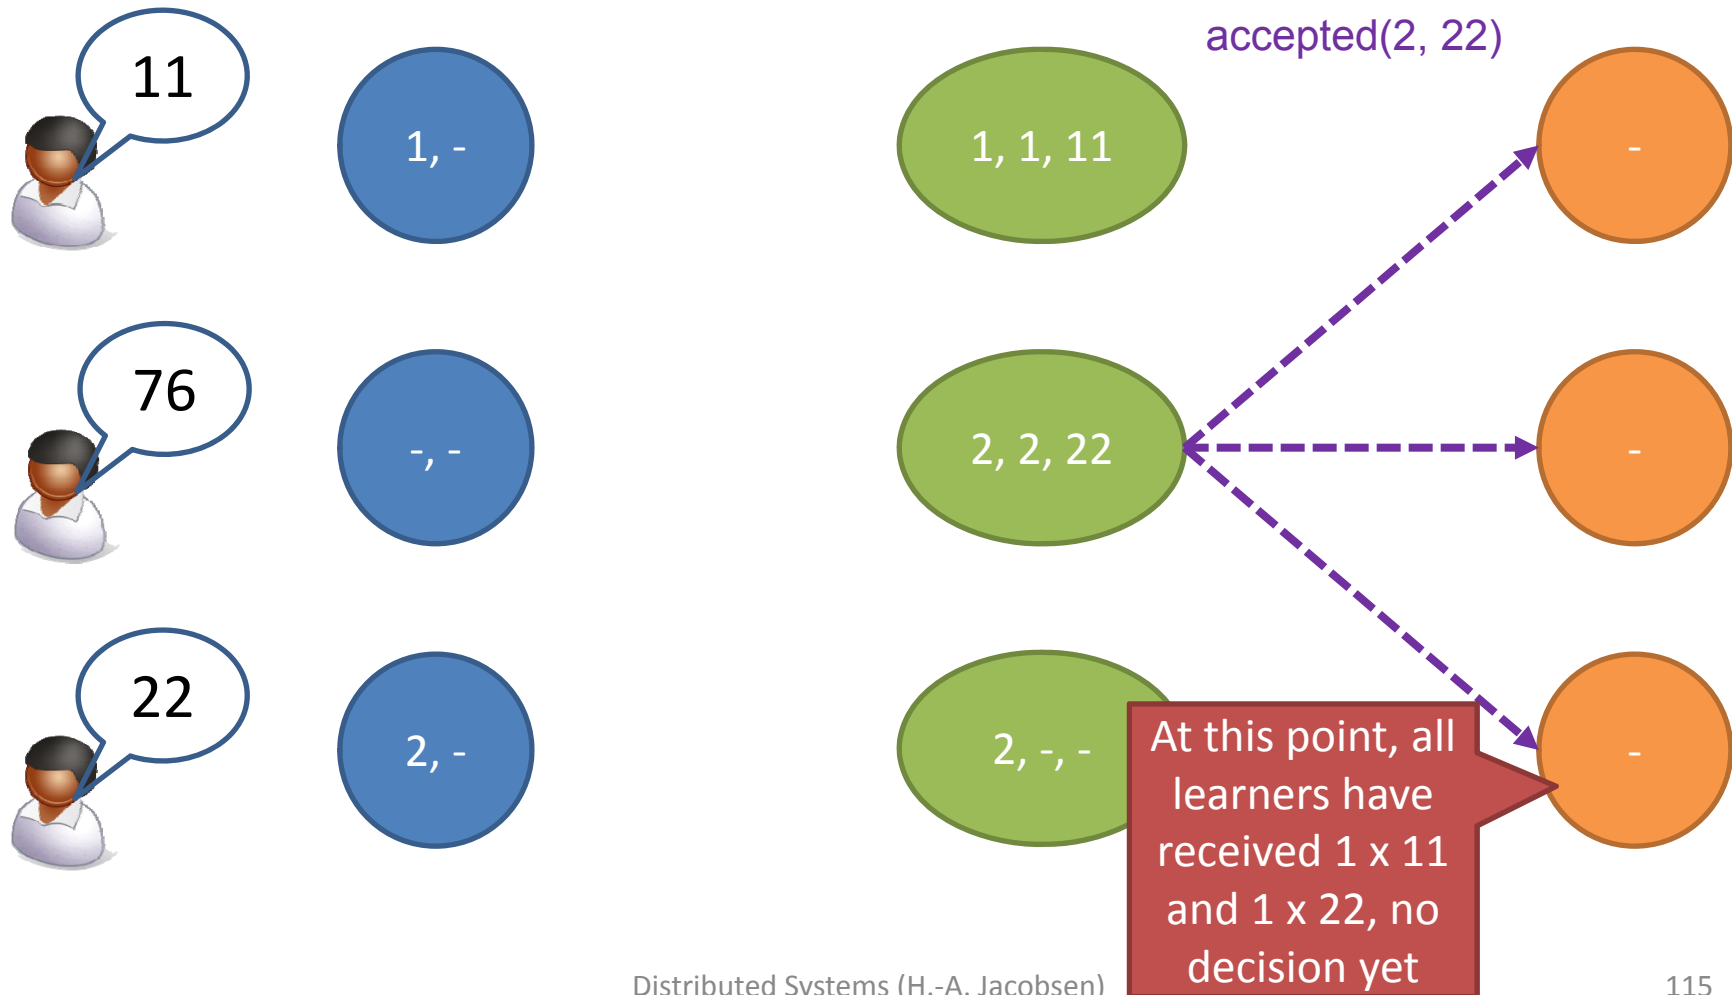 accepted(2, 22)
11
1, -
1, 1, 11
-
76
-, -
2, 2, 22
-
22
2, -
2, -, -
-
At this point, all
learners have
received 1 x 11
and 1 x 22, no
decision yet
Distributed Systems (H.-A. Jacobsen)
115